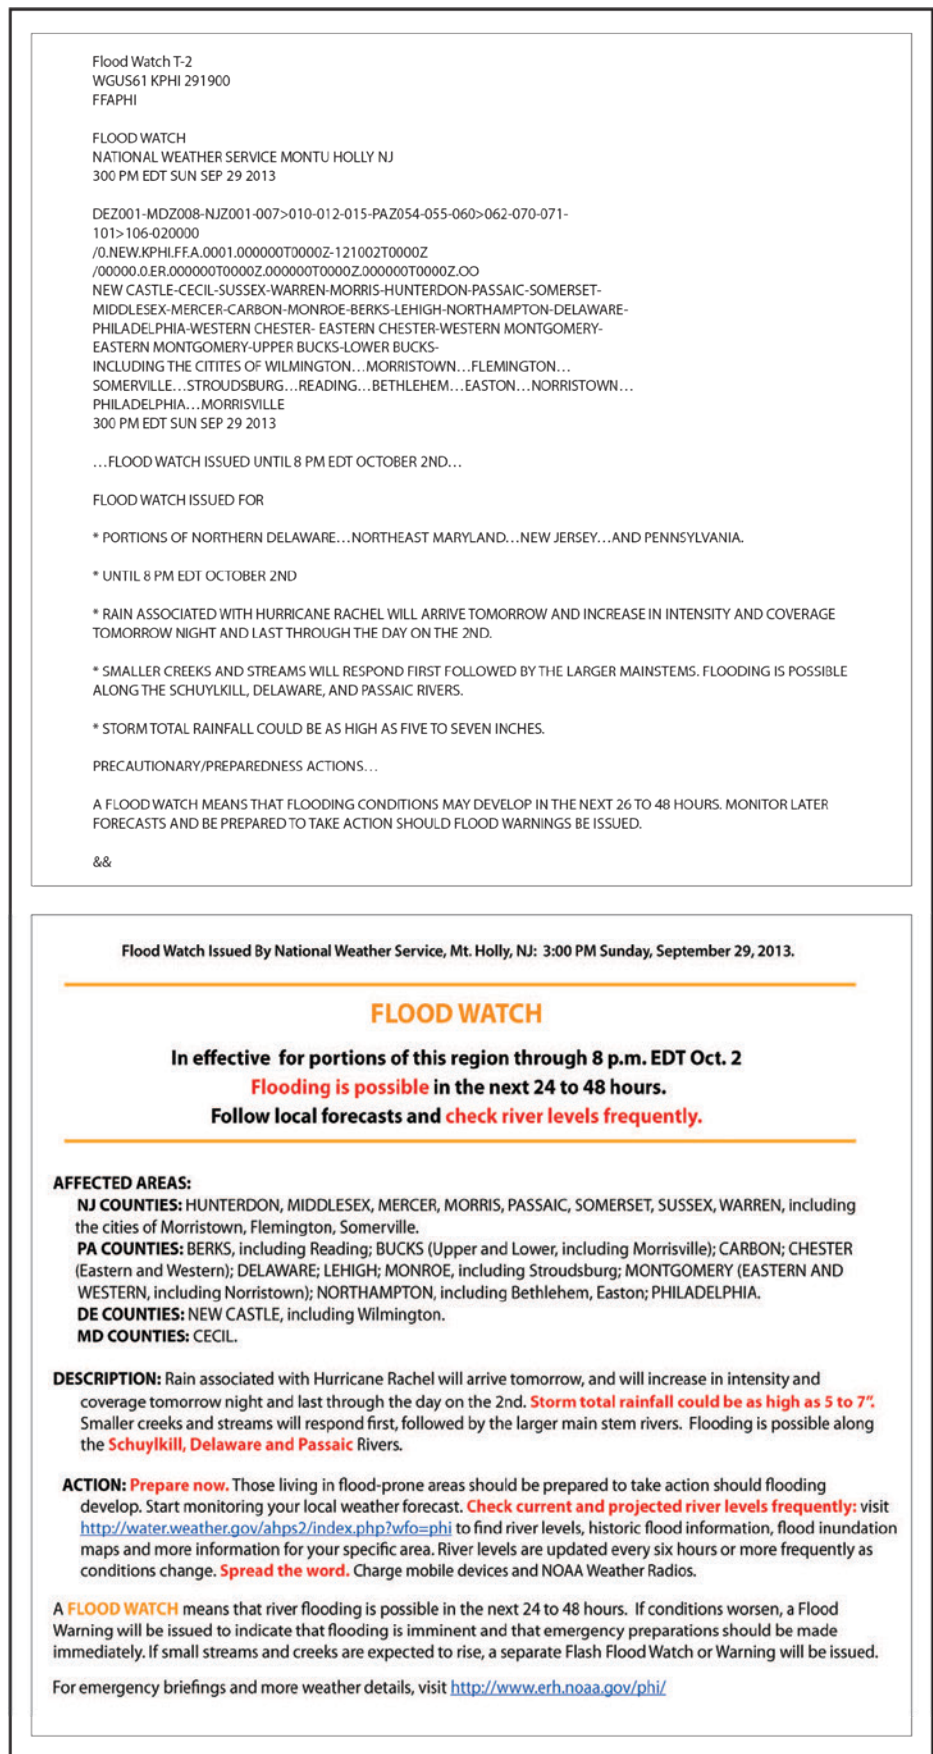 Flood Watch T-2
WGUS61 KPHI 291900
FFAPHI
FLOOD WATCH
NATIONAL WEATHER SERVICE MONTU HOLLY NJ
300 PM EDT SUN SEP 29 2013
DEZ001-MDZ008-NJZ001-007>010-012-015-PAZ054-055-060>062-070-071-
101>106-020000
/0.NEW.KPHI.FF.A.0001.000000T0000Z-121002T0000Z
/00000.0.ER.000000T0000Z.000000T0000Z.000000T0000Z.OO
NEW CASTLE-CECIL-SUSSEX-WARREN-MORRIS-HUNTERDON-PASSAIC-SOMERSET-
MIDDLESEX-MERCER-CARBON-MONROE-BERKS-LEHIGH-NORTHAMPTON-DELAWARE-
PHILADELPHIA-WESTERN CHESTER- EASTERN CHESTER-WESTERN MONTGOMERY-
EASTERN MONTGOMERY-UPPER BUCKS-LOWER BUCKS-
INCLUDING THE CITITES OF WILMINGTON…MORRISTOWN…FLEMINGTON…
SOMERVILLE…STROUDSBURG…READING…BETHLEHEM…EASTON…NORRISTOWN…
PHILADELPHIA…MORRISVILLE
300 PM EDT SUN SEP 29 2013
…FLOOD WATCH ISSUED UNTIL 8 PM EDT OCTOBER 2ND…
FLOOD WATCH ISSUED FOR
* PORTIONS OF NORTHERN DELAWARE…NORTHEAST MARYLAND…NEW JERSEY…AND PENNSYLVANIA.
* UNTIL 8 PM EDT OCTOBER 2ND
* RAIN ASSOCIATED WITH HURRICANE RACHEL WILL ARRIVE TOMORROW AND INCREASE IN INTENSITY AND COVERAGE
TOMORROW NIGHT AND LAST THROUGH THE DAY ON THE 2ND.
* SMALLER CREEKS AND STREAMS WILL RESPOND FIRST FOLLOWED BY THE LARGER MAINSTEMS. FLOODING IS POSSIBLE
ALONG THE SCHUYLKILL, DELAWARE, AND PASSAIC RIVERS.
* STORM TOTAL RAINFALL COULD BE AS HIGH AS FIVE TO SEVEN INCHES.
PRECAUTIONARY/PREPAREDNESS ACTIONS…
A FLOOD WATCH MEANS THAT FLOODING CONDITIONS MAY DEVELOP IN THE NEXT 26 TO 48 HOURS. MONITOR LATER
FORECASTS AND BE PREPARED TO TAKE ACTION SHOULD FLOOD WARNINGS BE ISSUED.
&&
Flood Watch Issued By National Weather Service, Mt. Holly, NJ: 3:00 PM Sunday, September 29, 2013.
FLOOD WATCH
In effective for portions of this region through 8 p.m. EDT Oct. 2
Flooding is possible in the next 24 to 48 hours.
Follow local forecasts and check river levels frequently.
AFFECTED AREAS:
NJ COUNTIES: HUNTERDON, MIDDLESEX, MERCER, MORRIS, PASSAIC, SOMERSET, SUSSEX, WARREN, including
the cities of Morristown, Flemington, Somerville.
PA COUNTIES: BERKS, including Reading; BUCKS (Upper and Lower, including Morrisville); CARBON; CHESTER
(Eastern and Western); DELAWARE; LEHIGH; MONROE, including Stroudsburg; MONTGOMERY (EASTERN AND
WESTERN, including Norristown); NORTHAMPTON, including Bethlehem, Easton; PHILADELPHIA.
DE COUNTIES: NEW CASTLE, including Wilmington.
MD COUNTIES: CECIL.
DESCRIPTION: Rain associated with Hurricane Rachel will arrive tomorrow, and will increase in intensity and
coverage tomorrow night and last through the day on the 2nd. Storm total rainfall could be as high as 5 to 7".
Smaller creeks and streams will respond first, followed by the larger main stem rivers. Flooding is possible along
the Schuylkill, Delaware and Passaic Rivers.
ACTION: Prepare now. Those living in flood-prone areas should be prepared to take action should flooding
develop. Start monitoring your local weather forecast. Check current and projected river levels frequently: visit
http://water.weather.gov/ahps2/index.php?wfo=phi to find river levels, historic flood information, flood inundation
maps and more information for your specific area. River levels are updated every six hours or more frequently as
conditions change. Spread the word. Charge mobile devices and NOAA Weather Radios.
A FLOOD WATCH means that river flooding is possible in the next 24 to 48 hours. If conditions worsen, a Flood
Warning will be issued to indicate that flooding is imminent and that emergency preparations should be made
immediately. If small streams and creeks are expected to rise, a separate Flash Flood Watch or Warning will be issued.
For emergency briefings and more weather details, visit http://www.erh.noaa.gov/phi/